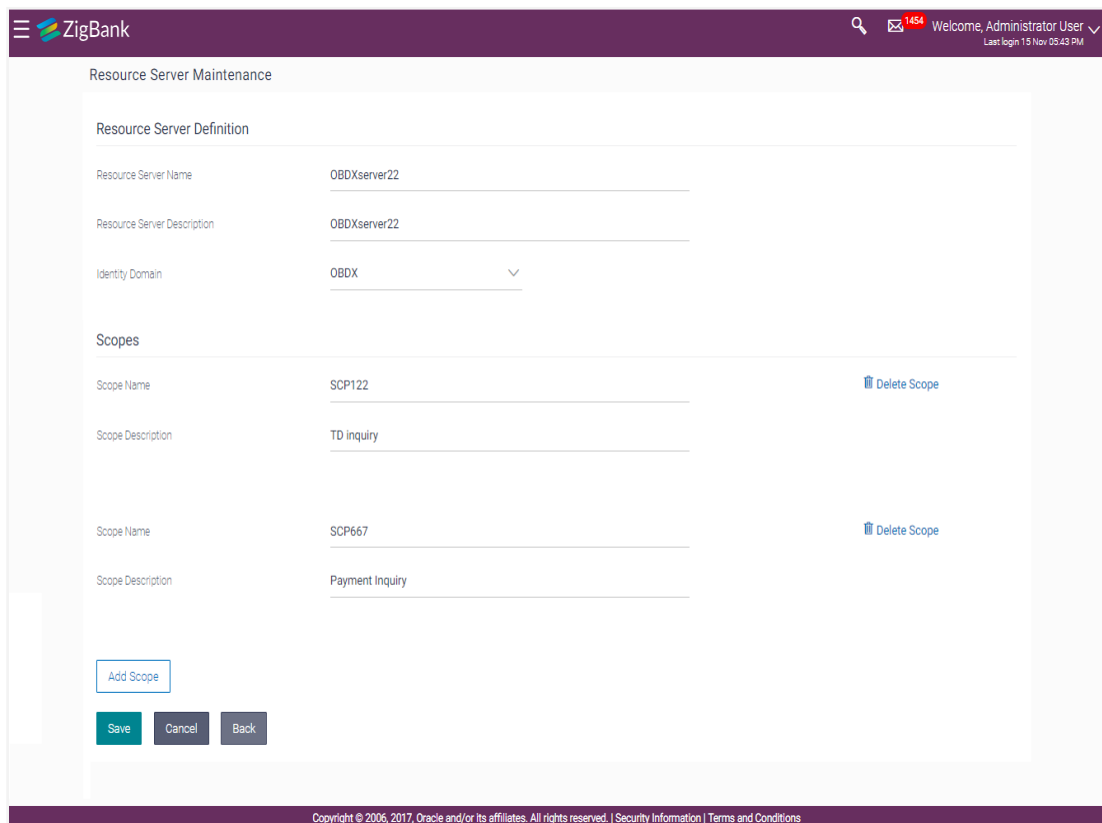 ZigBank
1454
Welcome, Administrator User
Last login 15 Nov 05:43 PM
Resource Server Maintenance
Resource Server Definition
Resource Server Name OBDXserver22
Resource Server Description OBDXserver22
Identity Domain OBDX
Scopes
Scope Name SCP122 Delete Scope
Scope Description TD inquiry
Scope Name SCP667 Delete Scope
Scope Description Payment Inquiry
Add Scope
Save Cancel Back
Copyright © 2006, 2017, Oracle and/or its affiliates. All rights reserved. | Security Information | Terms and Conditions